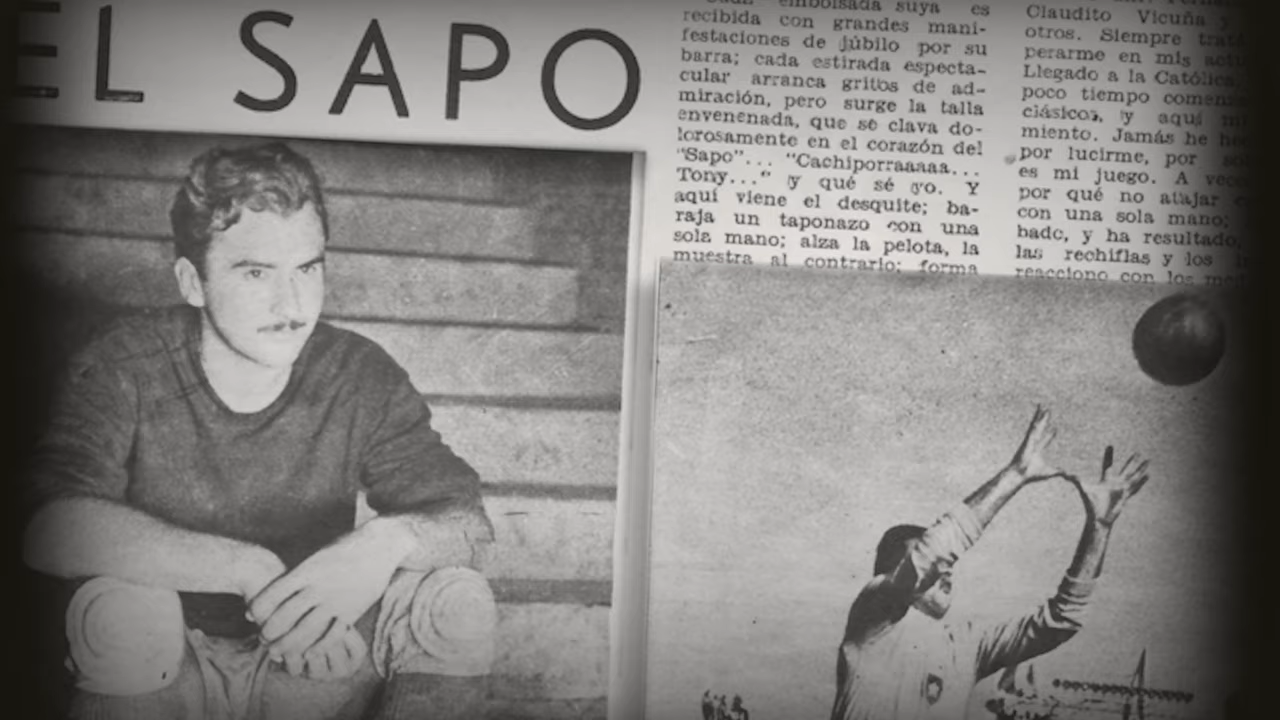 EL SAPO
embolsada suya es
recibida con grandes mani-
festaciones de júbilo por su
barra; cada estirada especta-
cular arranca gritos de ad-
miración, pero surge la talla
envenenada, que se clava do-
lorosamente en el corazón del
"Sapo"... "Cachiporraaaaa...
Tony..." y qué sé yo. Y
aquí viene el desquite; ba-
raja un taponazo con una
sola mano; alza la pelota, la
muestra al contrario; forma
Claudito Vicuña y
otros. Siempre
perarme en mis
Llegado a la Católica,
poco tiempo
clásicos, y aquí
miento. Jamás he
por lucirme, por
es mi juego. A
por qué no atajar
con una sola mano;
bado, y ha resultado,
las rechiflas y los
reacciono con los